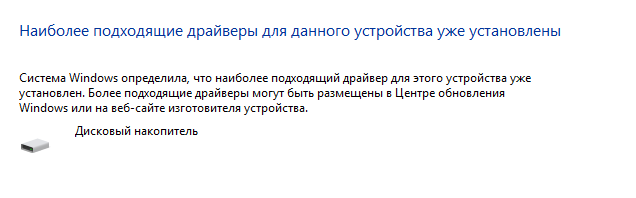 Наиболее подходящие драйверы для данного устройства уже установлены
Система Windows определила, что наиболее подходящий драйвер для этого устройства уже
установлен. Более подходящие драйверы могут быть размещены в Центре обновления
Windows или на веб-сайте изготовителя устройства.
Дисковый накопитель